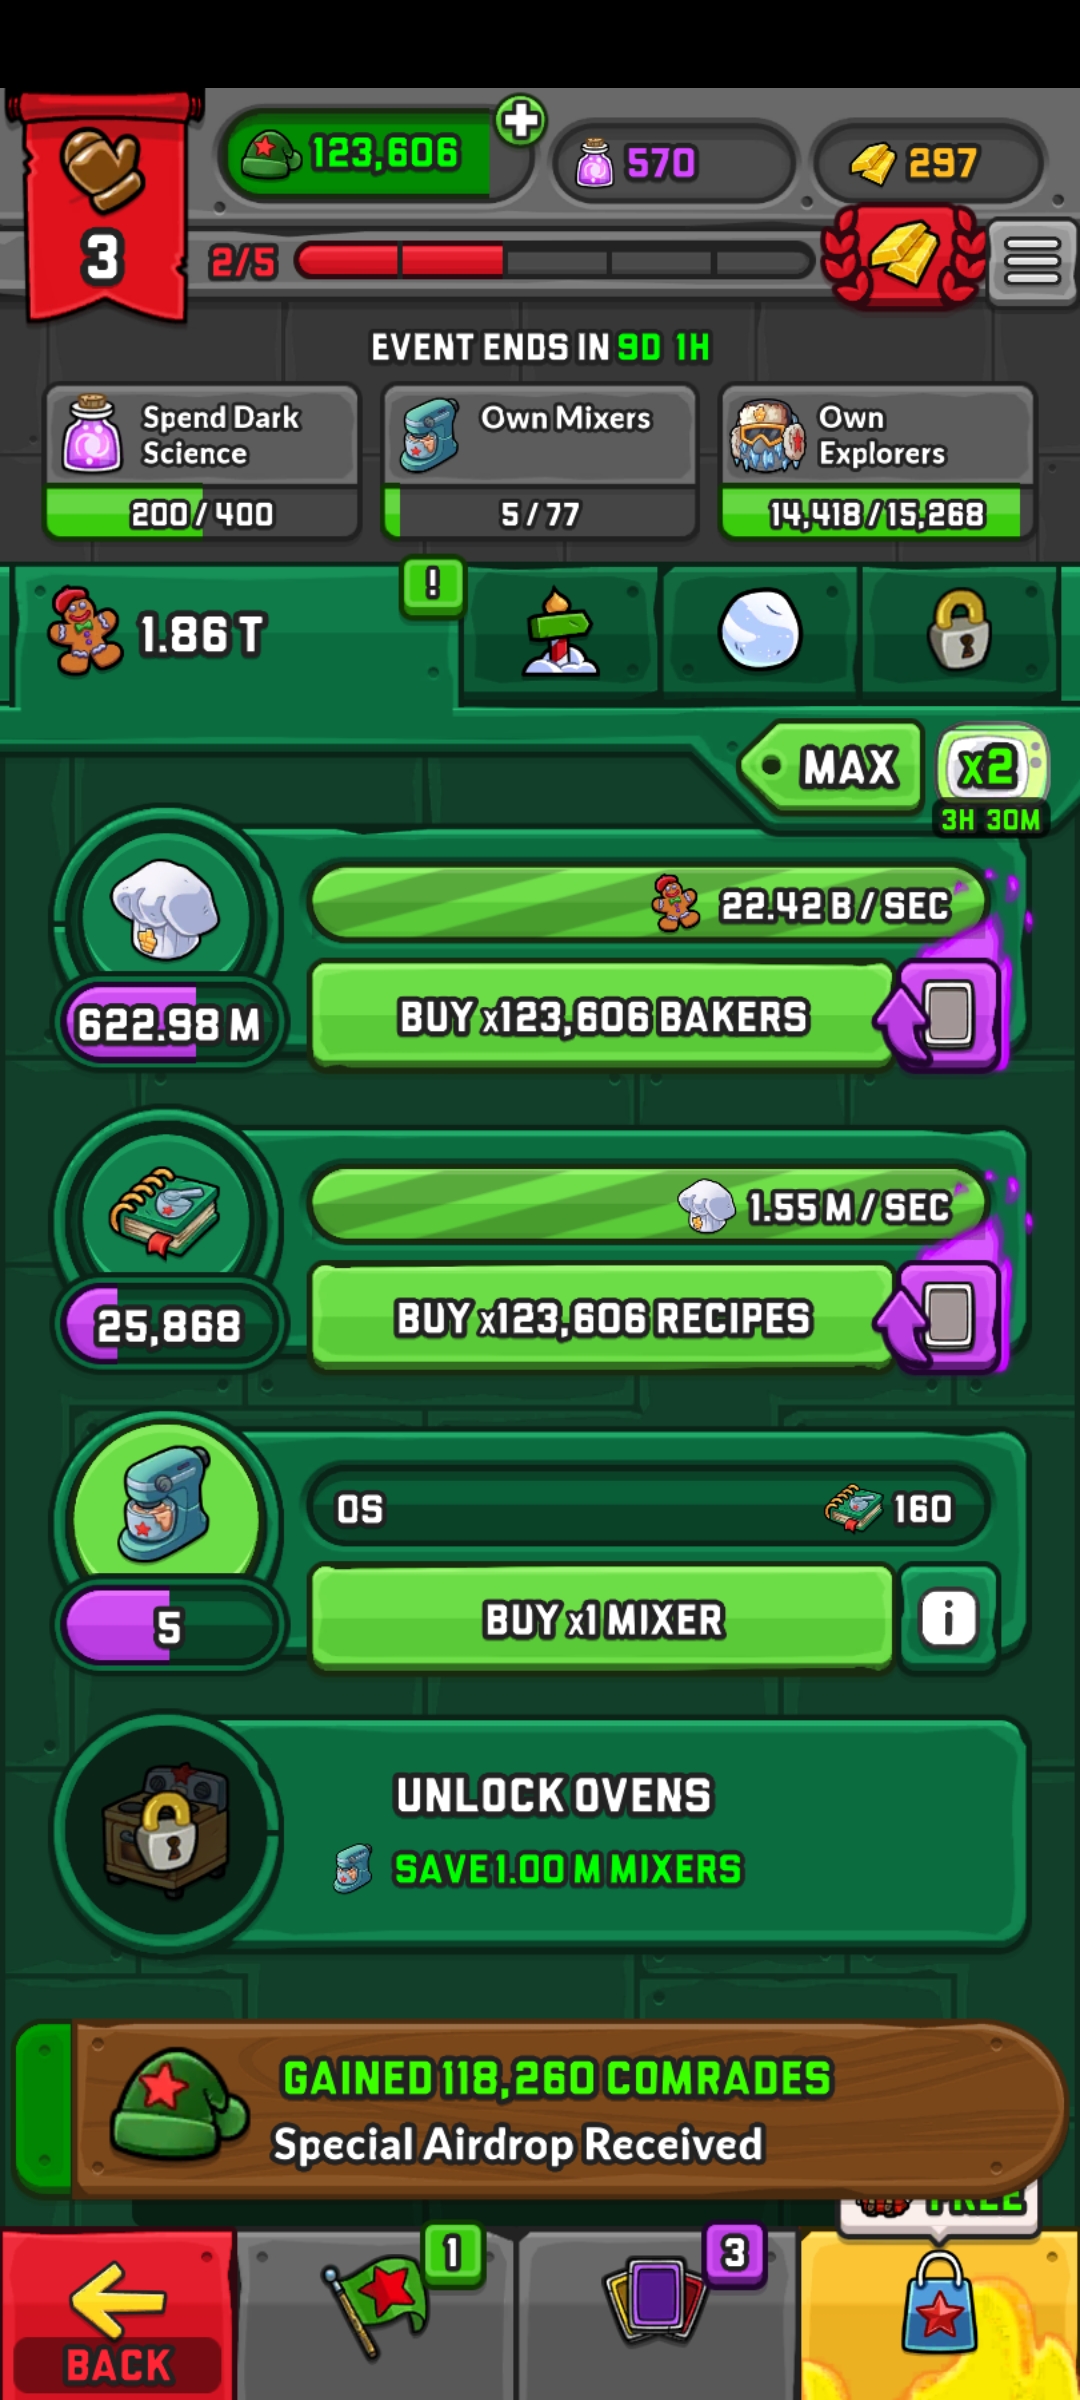 3
123,606
570
297
2/5
EVENT ENDS IN 9D 1H
Spend Dark
Science
200/400
Own Mixers
5/77
Own
Explorers
14,418/15,268
!
1.86 T
MAX
x2
3H 30M
22.42 B / SEC
622.98 M
BUY x123,606 BAKERS
1.55 M / SEC
25,868
BUY x123,606 RECIPES
0S
160
5
BUY x1 MIXER
i
UNLOCK OVENS
SAVE 1.00 M MIXERS
GAINED 118,260 COMRADES
Special Airdrop Received
FREE
1
3
BACK